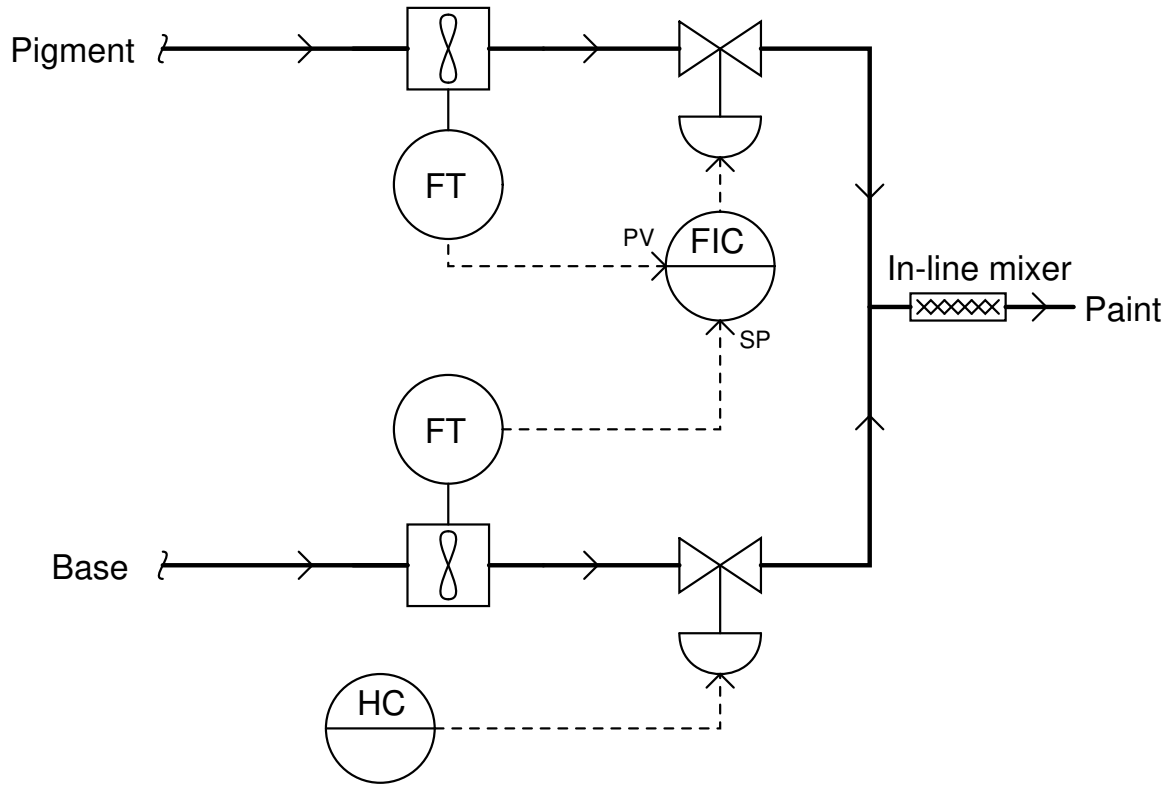 Pigment
FT
PV
FIC
In-line mixer
Paint
SP
FT
Base
HC